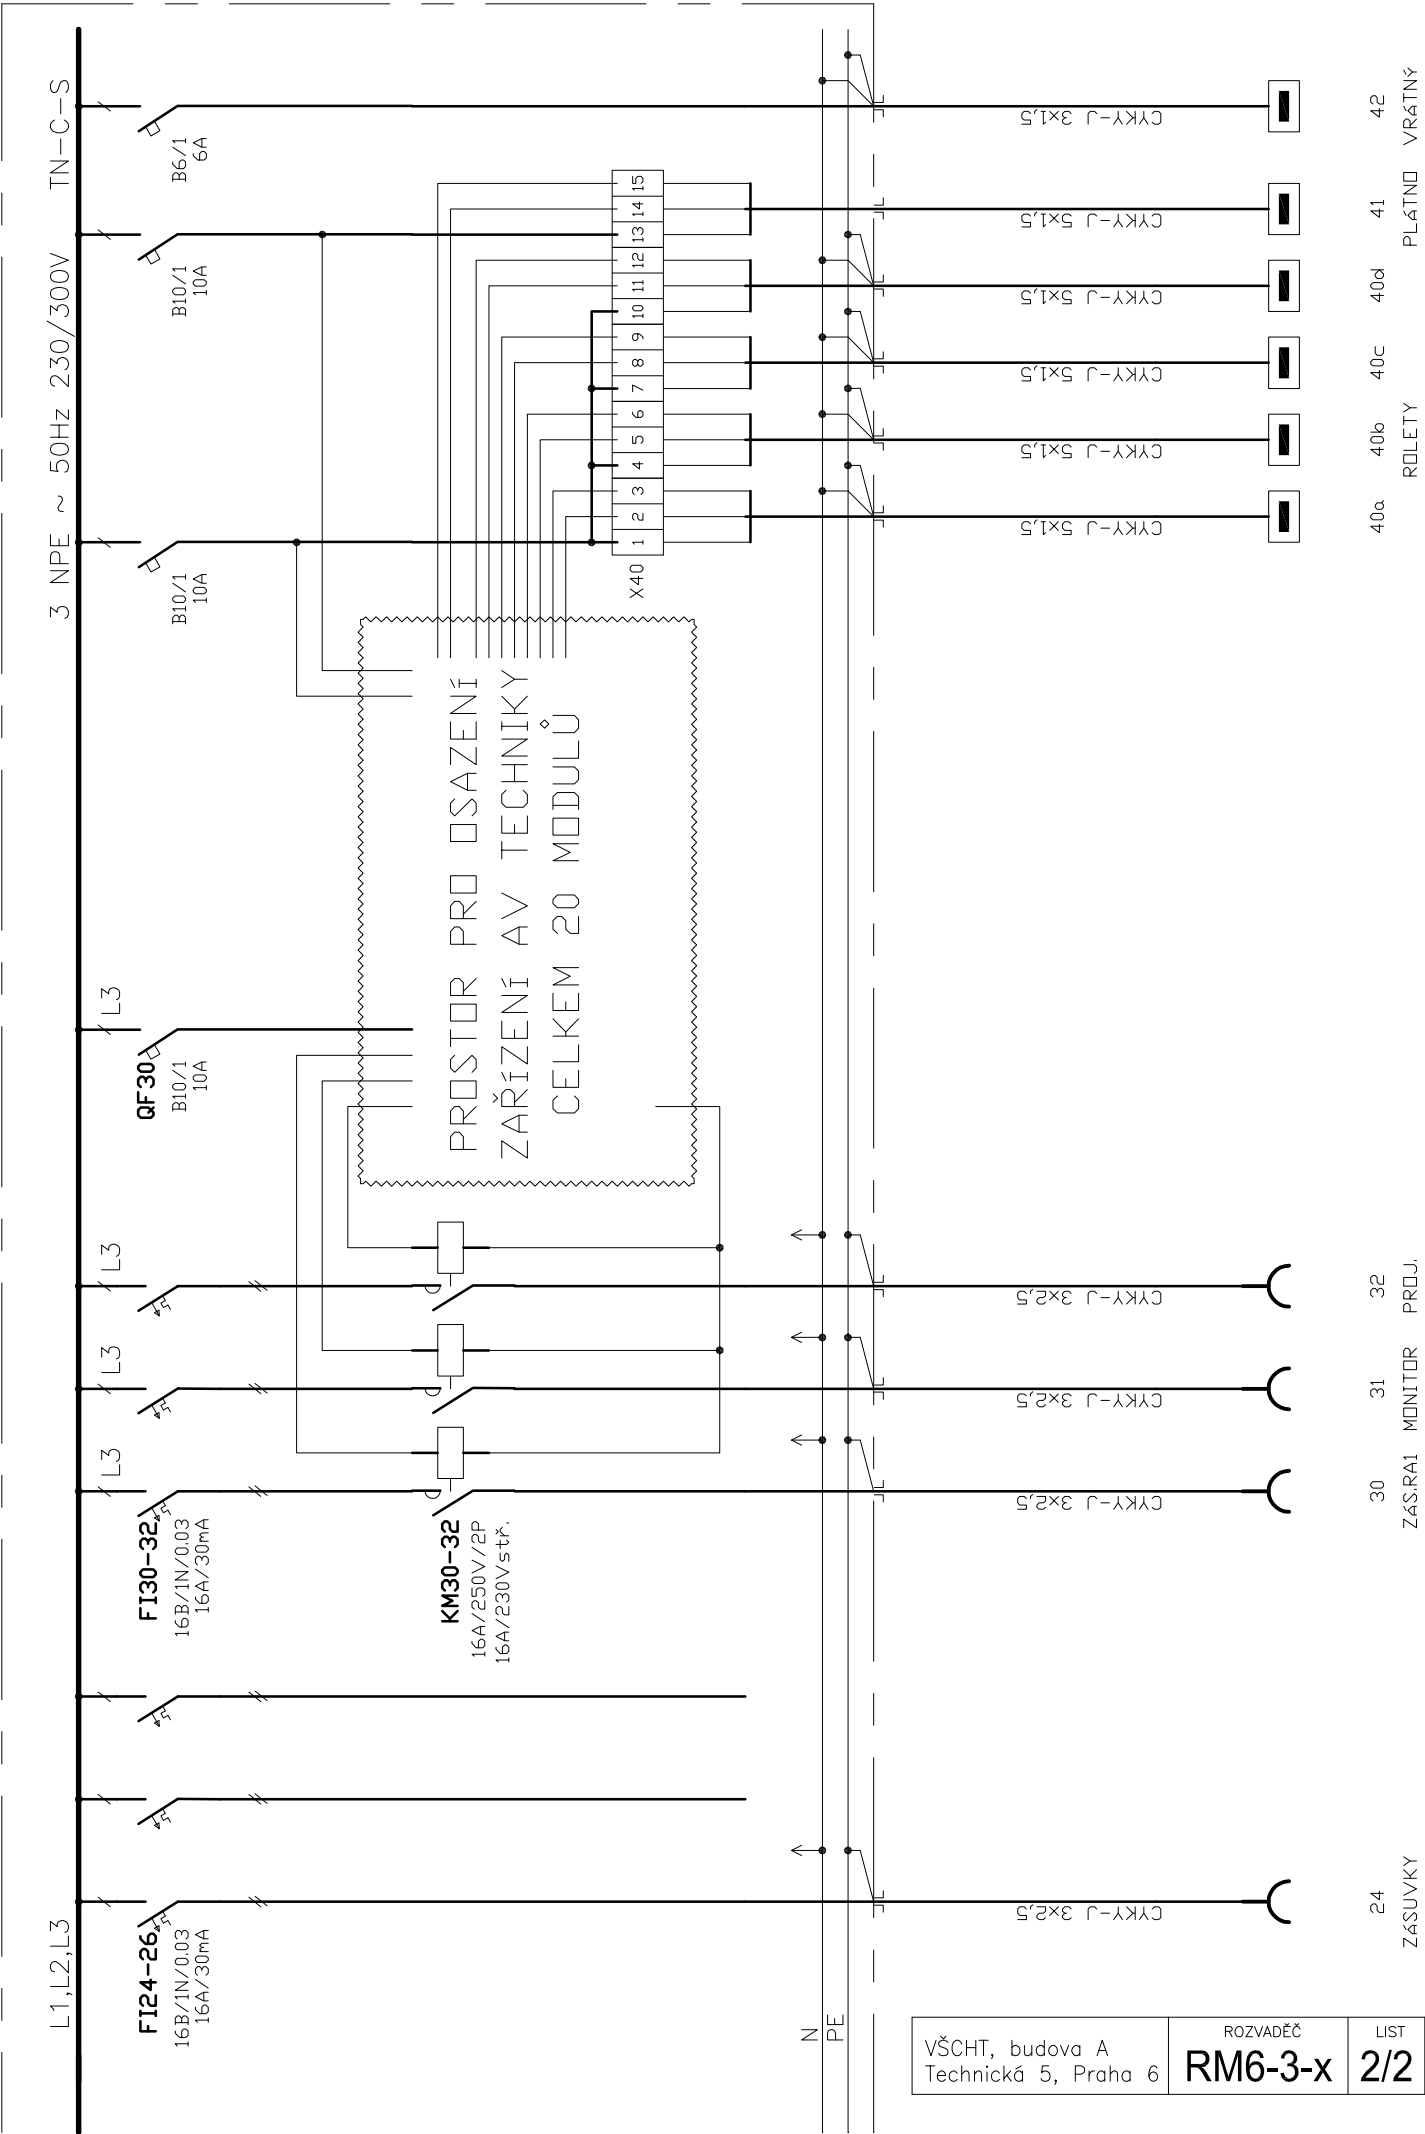 L1,L2,L3
3 NPE ~ 50Hz 230/300V
TN-C-S
FI24-26
16B/1N/0.03
16A/30mA
FI30-32
16B/1N/0.03
16A/30mA
L3
L3
L3
L3
QF30
B10/1
10A
B10/1
10A
B10/1
10A
B6/1
6A
KM30-32
16A/250V/2P
16A/230Vstř.
PROSTOR PRO OSAZENÍ
ZAŘÍZENÍ AV TECHNIKY
CELKEM 20 MODULŮ
X40
1 2 3 4 5 6 7 8 9 10 11 12 13 14 15
N
PE
CYKY-J 3x2,5
CYKY-J 3x2,5
CYKY-J 3x2,5
CYKY-J 3x2,5
CYKY-J 5x1,5
CYKY-J 5x1,5
CYKY-J 5x1,5
CYKY-J 5x1,5
CYKY-J 5x1,5
CYKY-J 3x1,5
24 30 31 32 40a 40b 40c 40d 41 42
ZÁSUVKY ZÁS.RA1 MONITOR PROJ. ROLETY PLÁTNO VRÁTNÝ
VŠCHT, budova A
Technická 5, Praha 6
ROZVADĚČ
RM6-3-x
LIST
2/2